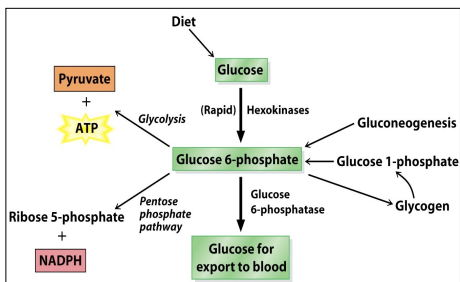 Diet
Glucose
Pyruvate
+
ATP
Glycolysis
(Rapid) Hexokinases
Gluconeogenesis
Glucose 6-phosphate
Glucose 1-phosphate
Glycogen
Pentose
phosphate
pathway
Glucose
6-phosphatase
Ribose 5-phosphate
+
NADPH
Glucose for
export to blood